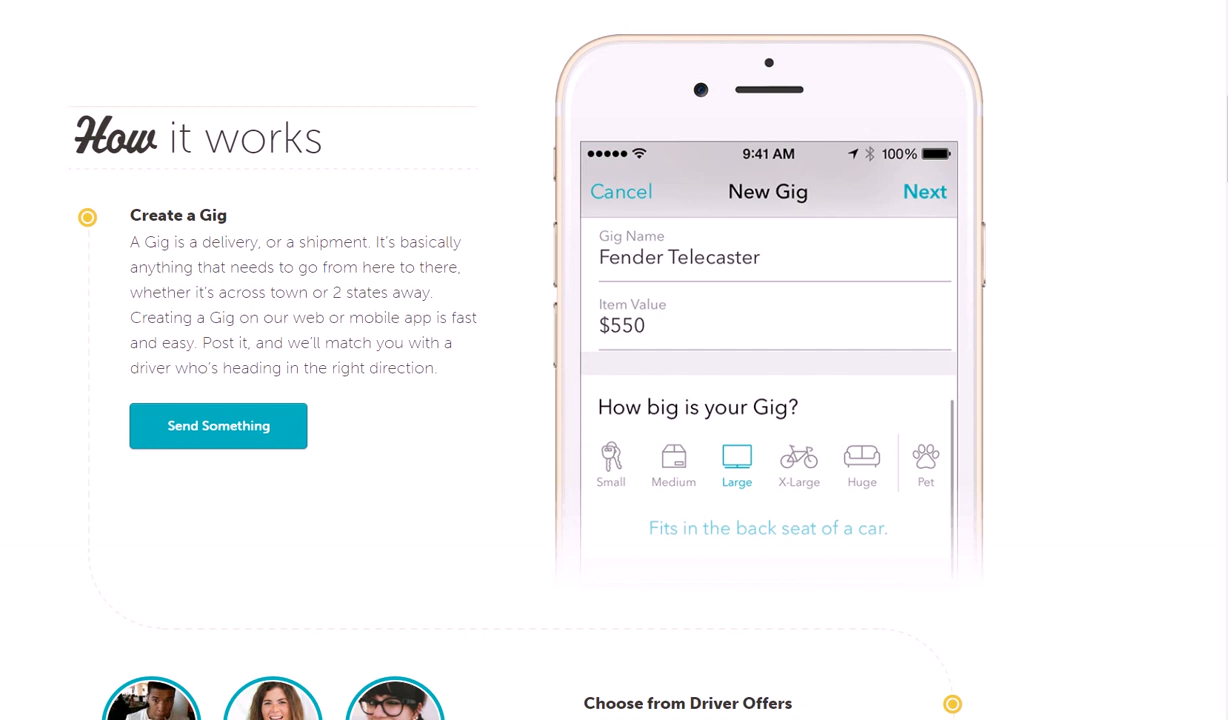 How it works
Create a Gig
A Gig is a delivery, or a shipment. It's basically
anything that needs to go from here to there,
whether it's across town or 2 states away.
Creating a Gig on our web or mobile app is fast
and easy. Post it, and we'll match you with a
driver who's heading in the right direction.
Send Something
9:41 AM 100%
Cancel New Gig Next
Gig Name
Fender Telecaster
Item Value
$550
How big is your Gig?
Small Medium Large X-Large Huge Pet
Fits in the back seat of a car.
Choose from Driver Offers